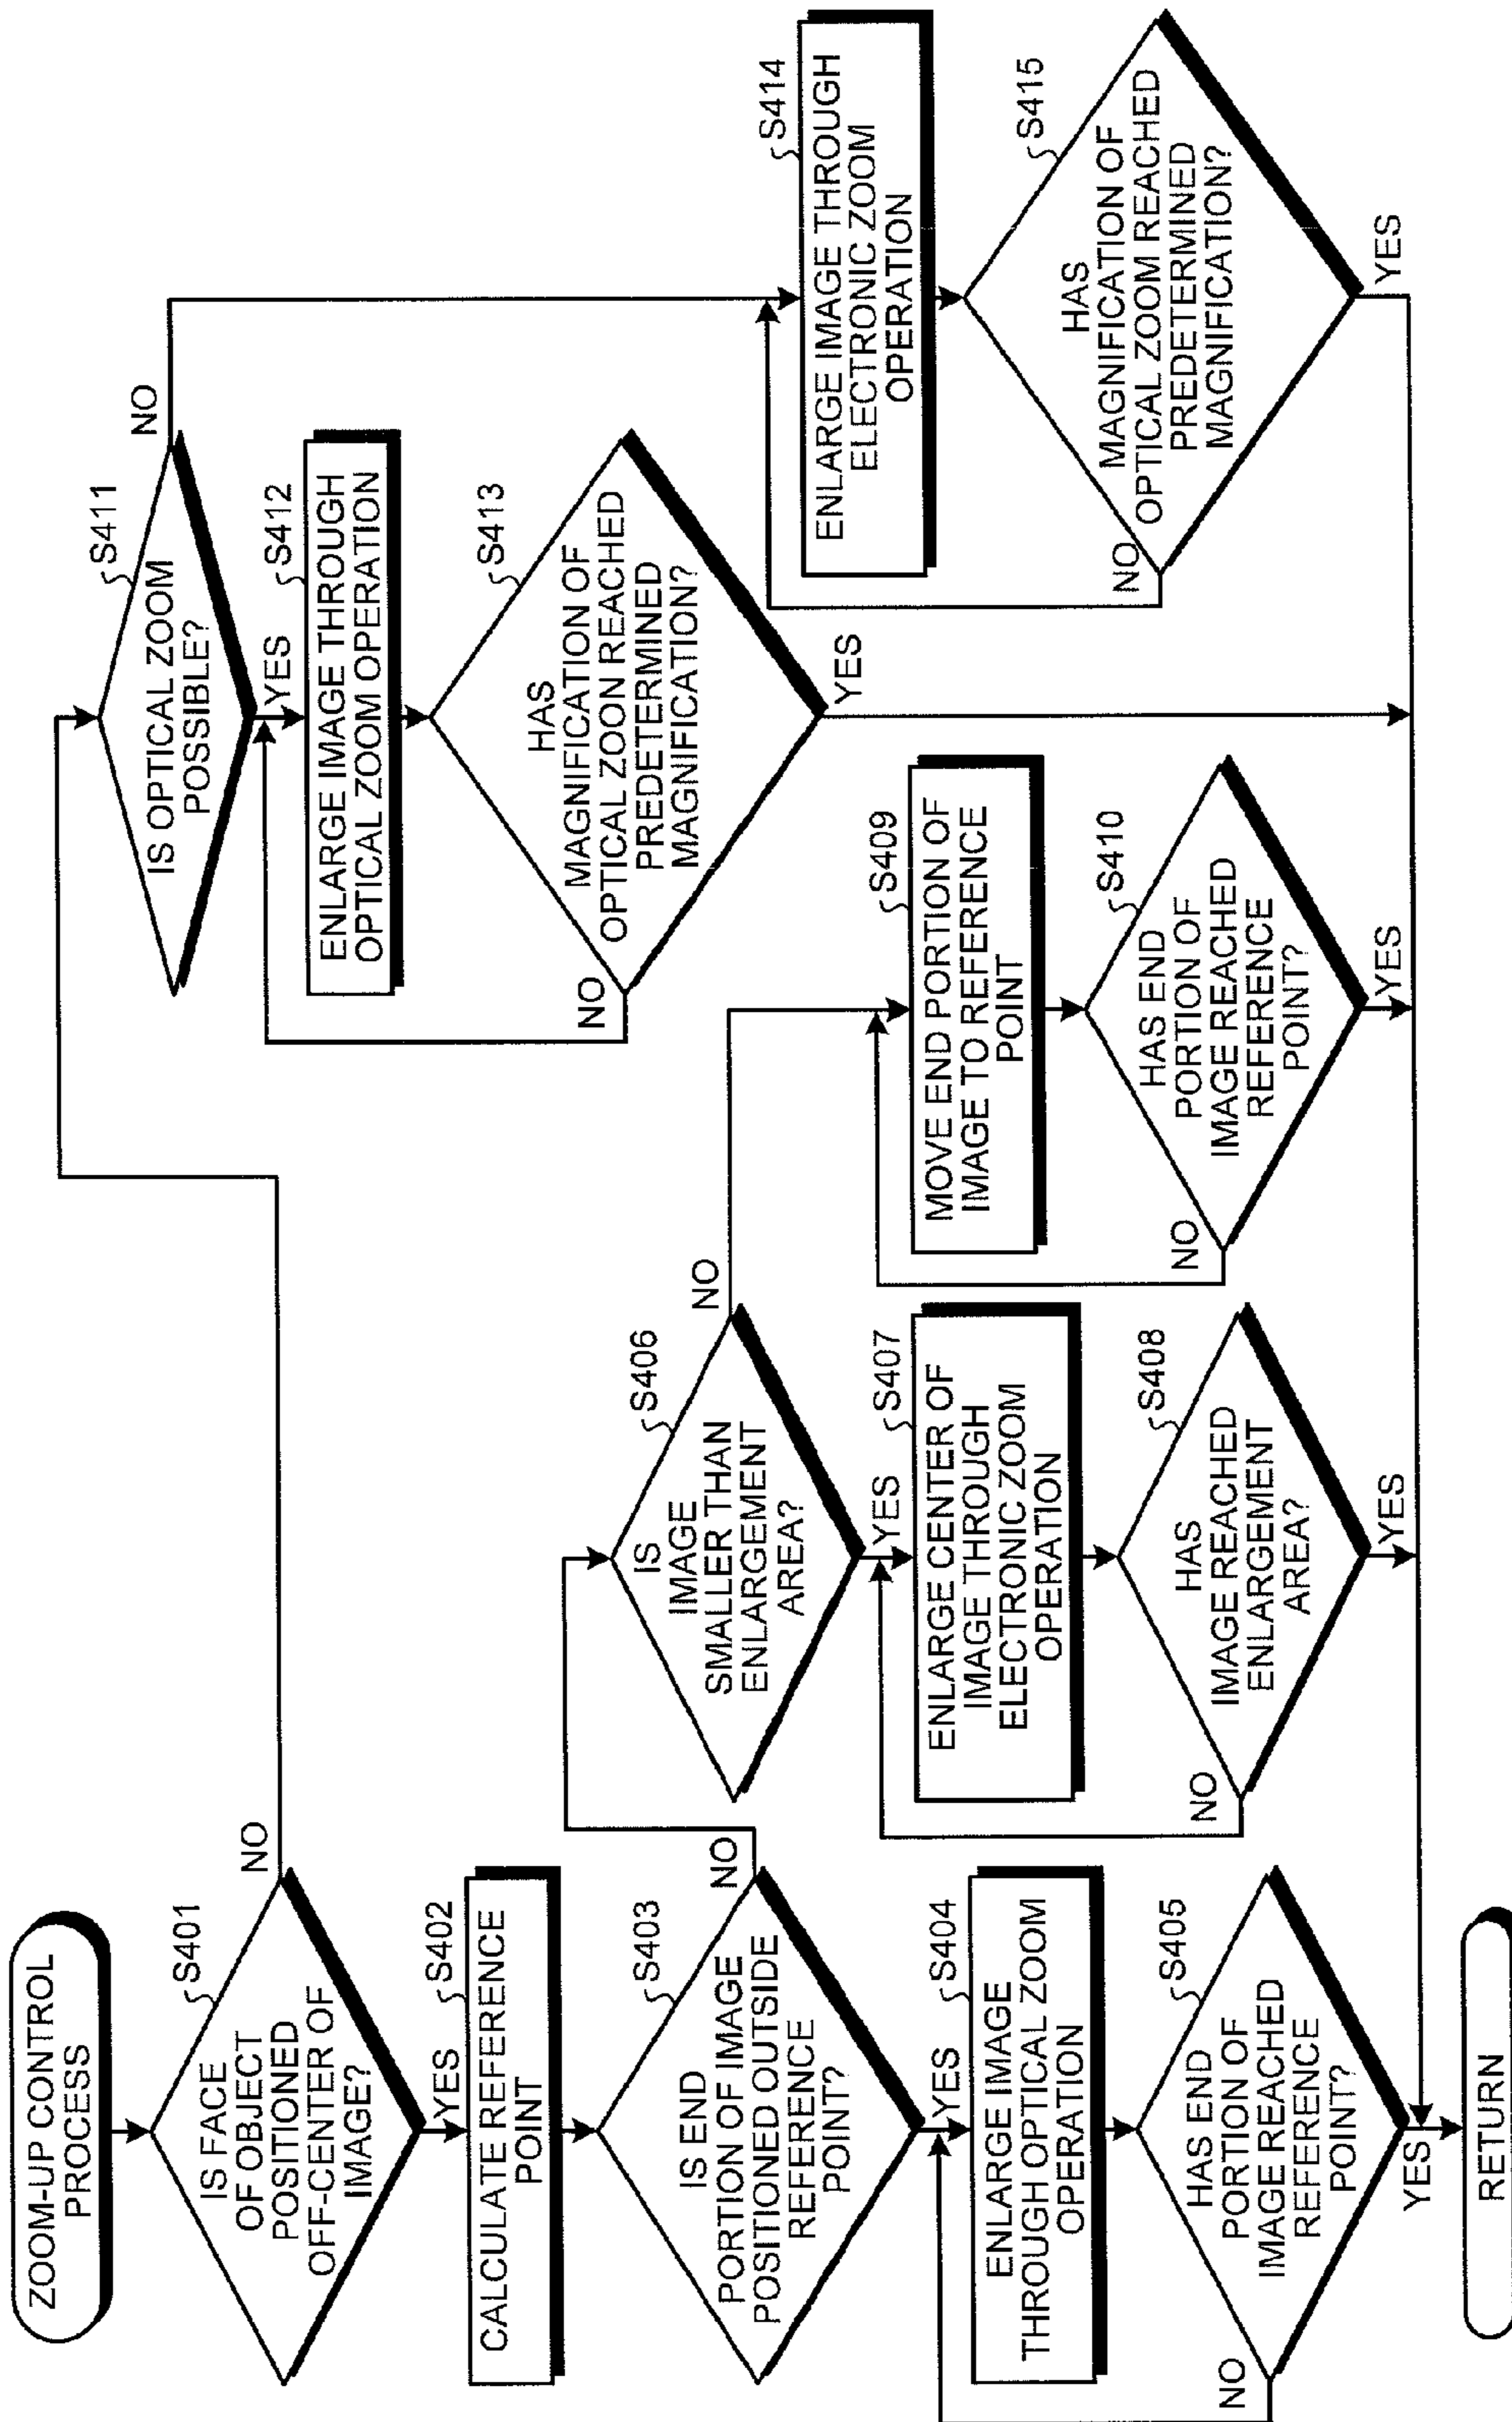 ZOOM-UP CONTROL
PROCESS
S401
IS FACE
OF OBJECT
POSITIONED
OFF-CENTER OF
IMAGE?
NO
YES
S402
CALCULATE REFERENCE
POINT
S403
IS END
PORTION OF IMAGE
POSITIONED OUTSIDE
REFERENCE
POINT?
NO
YES
S404
ENLARGE IMAGE
THROUGH OPTICAL ZOOM
OPERATION
S405
HAS END
PORTION OF
IMAGE REACHED
REFERENCE
POINT?
NO
YES
RETURN
S406
IS
IMAGE
SMALLER THAN
ENLARGEMENT
AREA?
NO
YES
S407
ENLARGE CENTER OF
IMAGE THROUGH
ELECTRONIC ZOOM
OPERATION
S408
HAS
IMAGE REACHED
ENLARGEMENT
AREA?
NO
YES
S409
MOVE END PORTION OF
IMAGE TO REFERENCE
POINT
S410
HAS END
PORTION OF
IMAGE REACHED
REFERENCE
POINT?
NO
YES
S411
IS OPTICAL ZOOM
POSSIBLE?
NO
YES
S412
ENLARGE IMAGE THROUGH
OPTICAL ZOOM OPERATION
S413
HAS
MAGNIFICATION OF
OPTICAL ZOON REACHED
PREDETERMINED
MAGNIFICATION?
NO
YES
S414
ENLARGE IMAGE THROUGH
ELECTRONIC ZOOM
OPERATION
S415
HAS
MAGNIFICATION OF
OPTICAL ZOOM REACHED
PREDETERMINED
MAGNIFICATION?
NO
YES